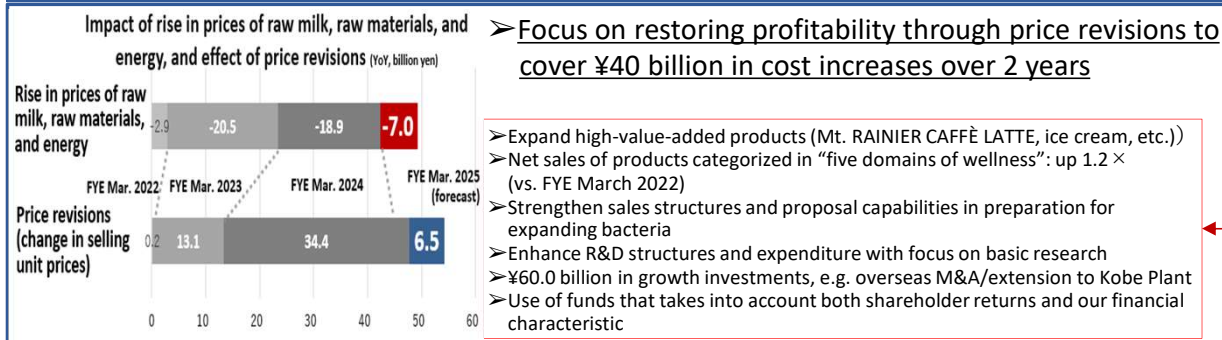 Impact of rise in prices of raw milk, raw materials, and
energy, and effect of price revisions (YoY, billion yen)
Rise in prices of raw
milk, raw materials,
and energy
-2.9 -20.5 -18.9 -7.0
FYE Mar. 2022 FYE Mar. 2023 FYE Mar. 2024 FYE Mar. 2025
(forecast)
Price revisions
(change in selling
unit prices)
0.2 13.1 34.4 6.5
0 10 20 30 40 50 60
➢Focus on restoring profitability through price revisions to
cover ¥40 billion in cost increases over 2 years
➢Expand high-value-added products (Mt. RAINIER CAFFÈ LATTE, ice cream, etc.)）
➢Net sales of products categorized in “five domains of wellness”: up 1.2×
(vs. FYE March 2022)
➢Strengthen sales structures and proposal capabilities in preparation for
expanding bacteria
➢Enhance R&D structures and expenditure with focus on basic research
➢¥60.0 billion in growth investments, e.g. overseas M&A/extension to Kobe Plant
➢Use of funds that takes into account both shareholder returns and our financial
characteristic